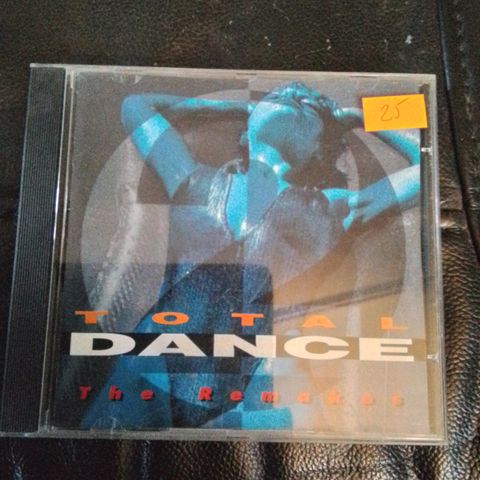 25
TOTAL
DANCE
The Remakes